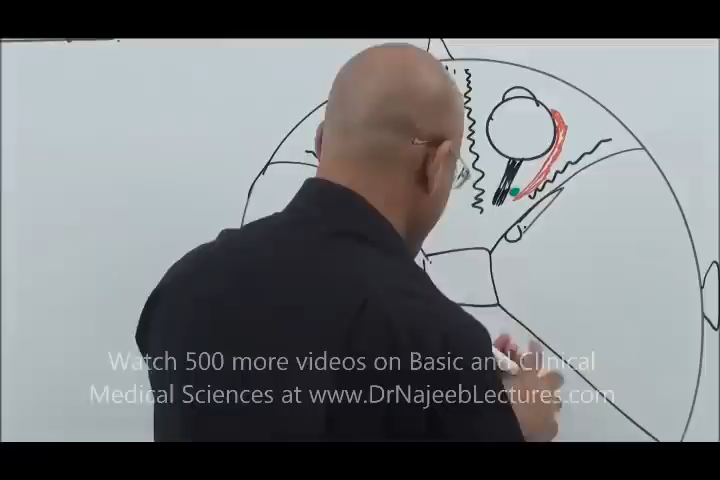 Watch 500 more videos on Basic and Clinical
Medical Sciences at www.DrNajeebLectures.com